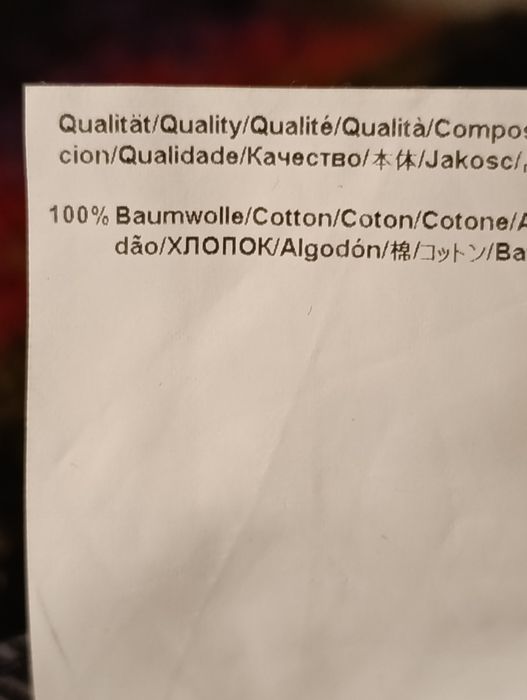 Qualität/Quality/Qualité/Qualità/Compos
cion/Qualidade/Качество/本体/Jakosc/
100% Baumwolle/Cotton/Coton/Cotone/A
dão/ХЛОПОК/Algodón/棉/コットン/Ba